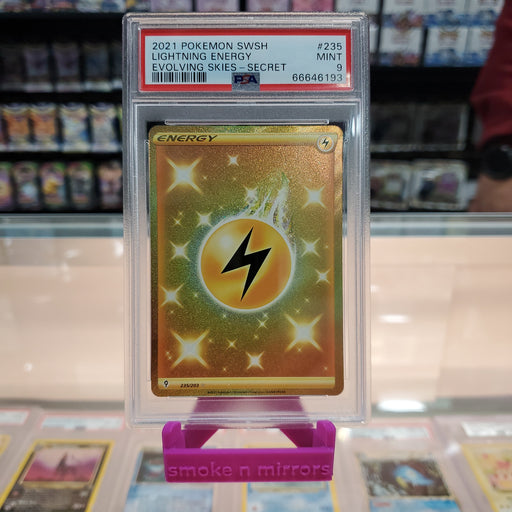 2021 POKEMON SWSH #235
LIGHTNING ENERGY MINT
EVOLVING SKIES – SECRET 9
PSA 66646193
ENERGY
235/203
smoke n mirrors